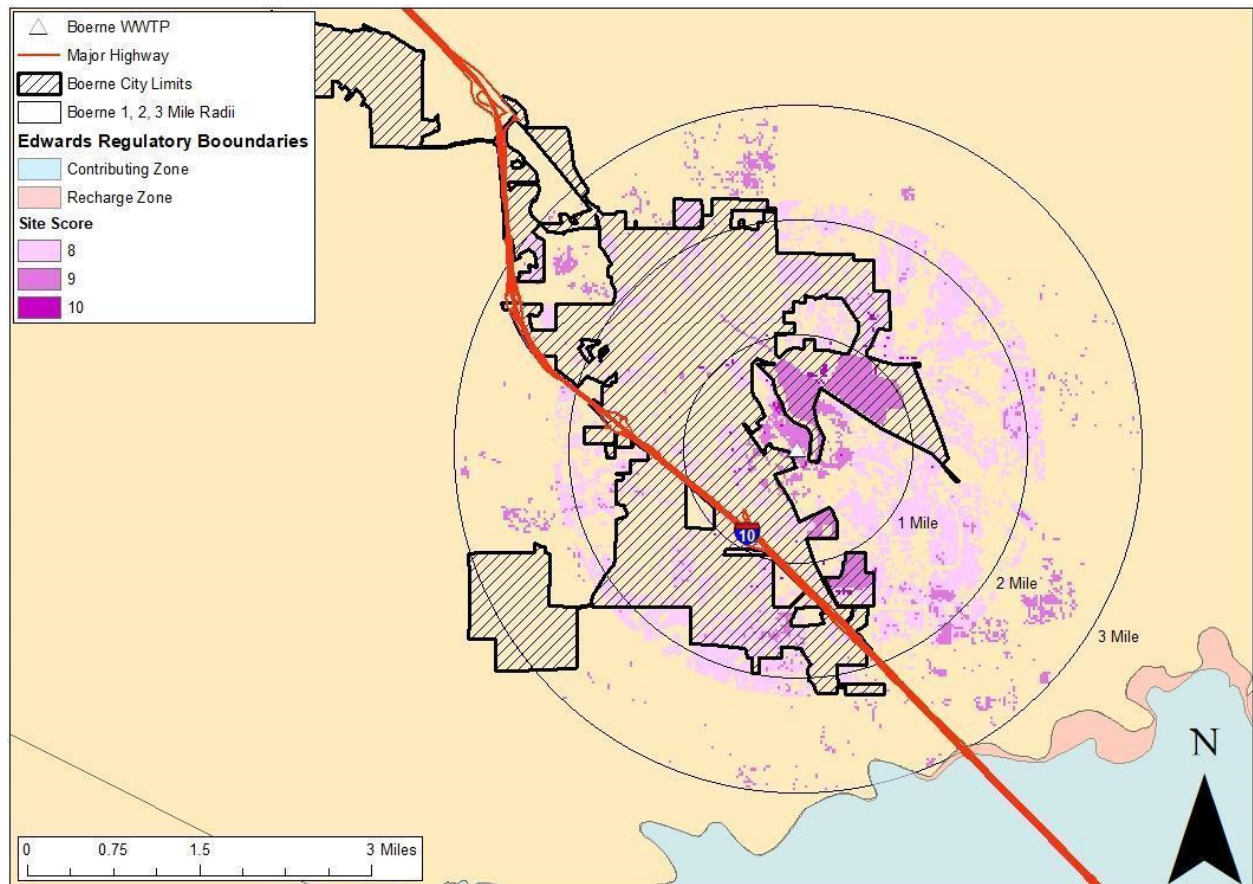 Boerne WWTP
Major Highway
Boerne City Limits
Boerne 1, 2, 3 Mile Radii
Edwards Regulatory Booundaries
Contributing Zone
Recharge Zone
Site Score
8
9
10
10
1 Mile
2 Mile
3 Mile
N
0 0.75 1.5 3 Miles